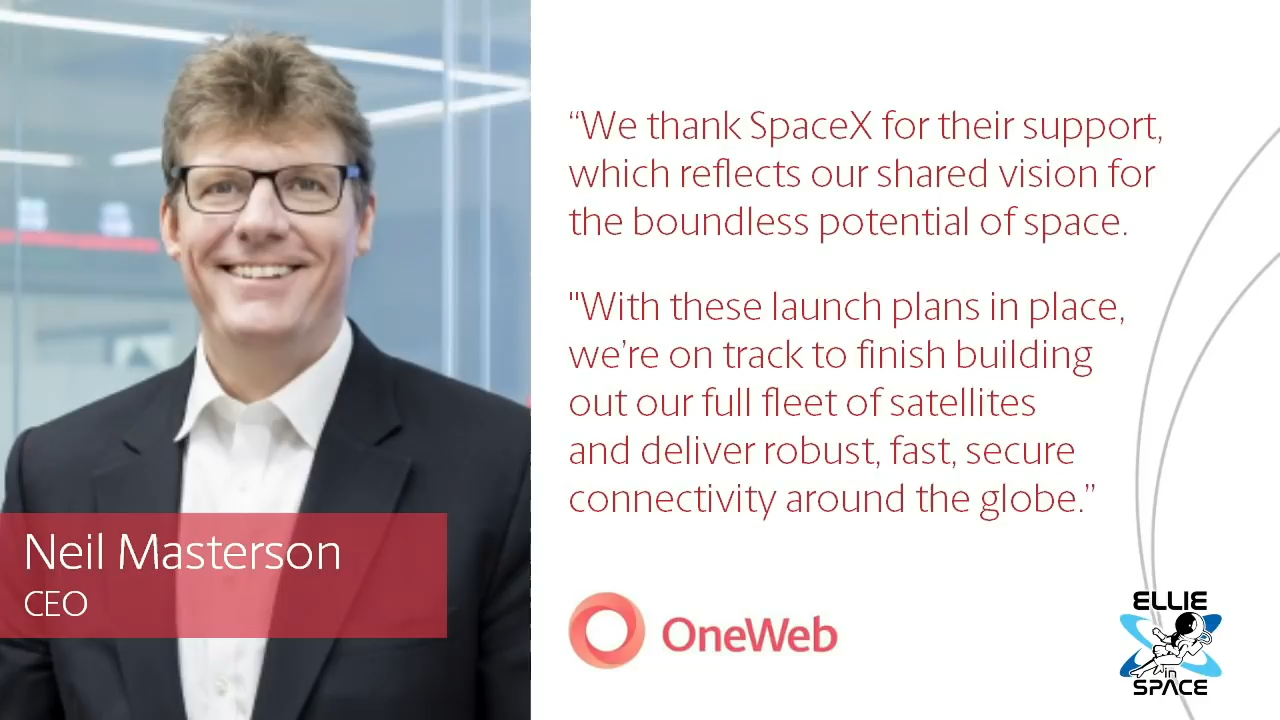 “We thank SpaceX for their support,
which reflects our shared vision for
the boundless potential of space.
"With these launch plans in place,
we’re on track to finish building
out our full fleet of satellites
and deliver robust, fast, secure
connectivity around the globe.”
Neil Masterson
CEO
OneWeb
ELLIE
in
SPACE